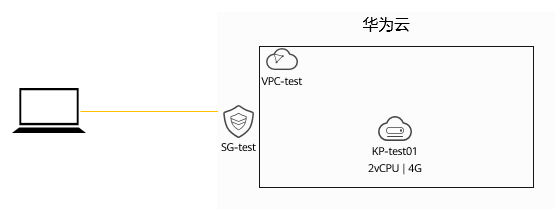 华为云
VPC-test
SG-test
KP-test01
2vCPU | 4G